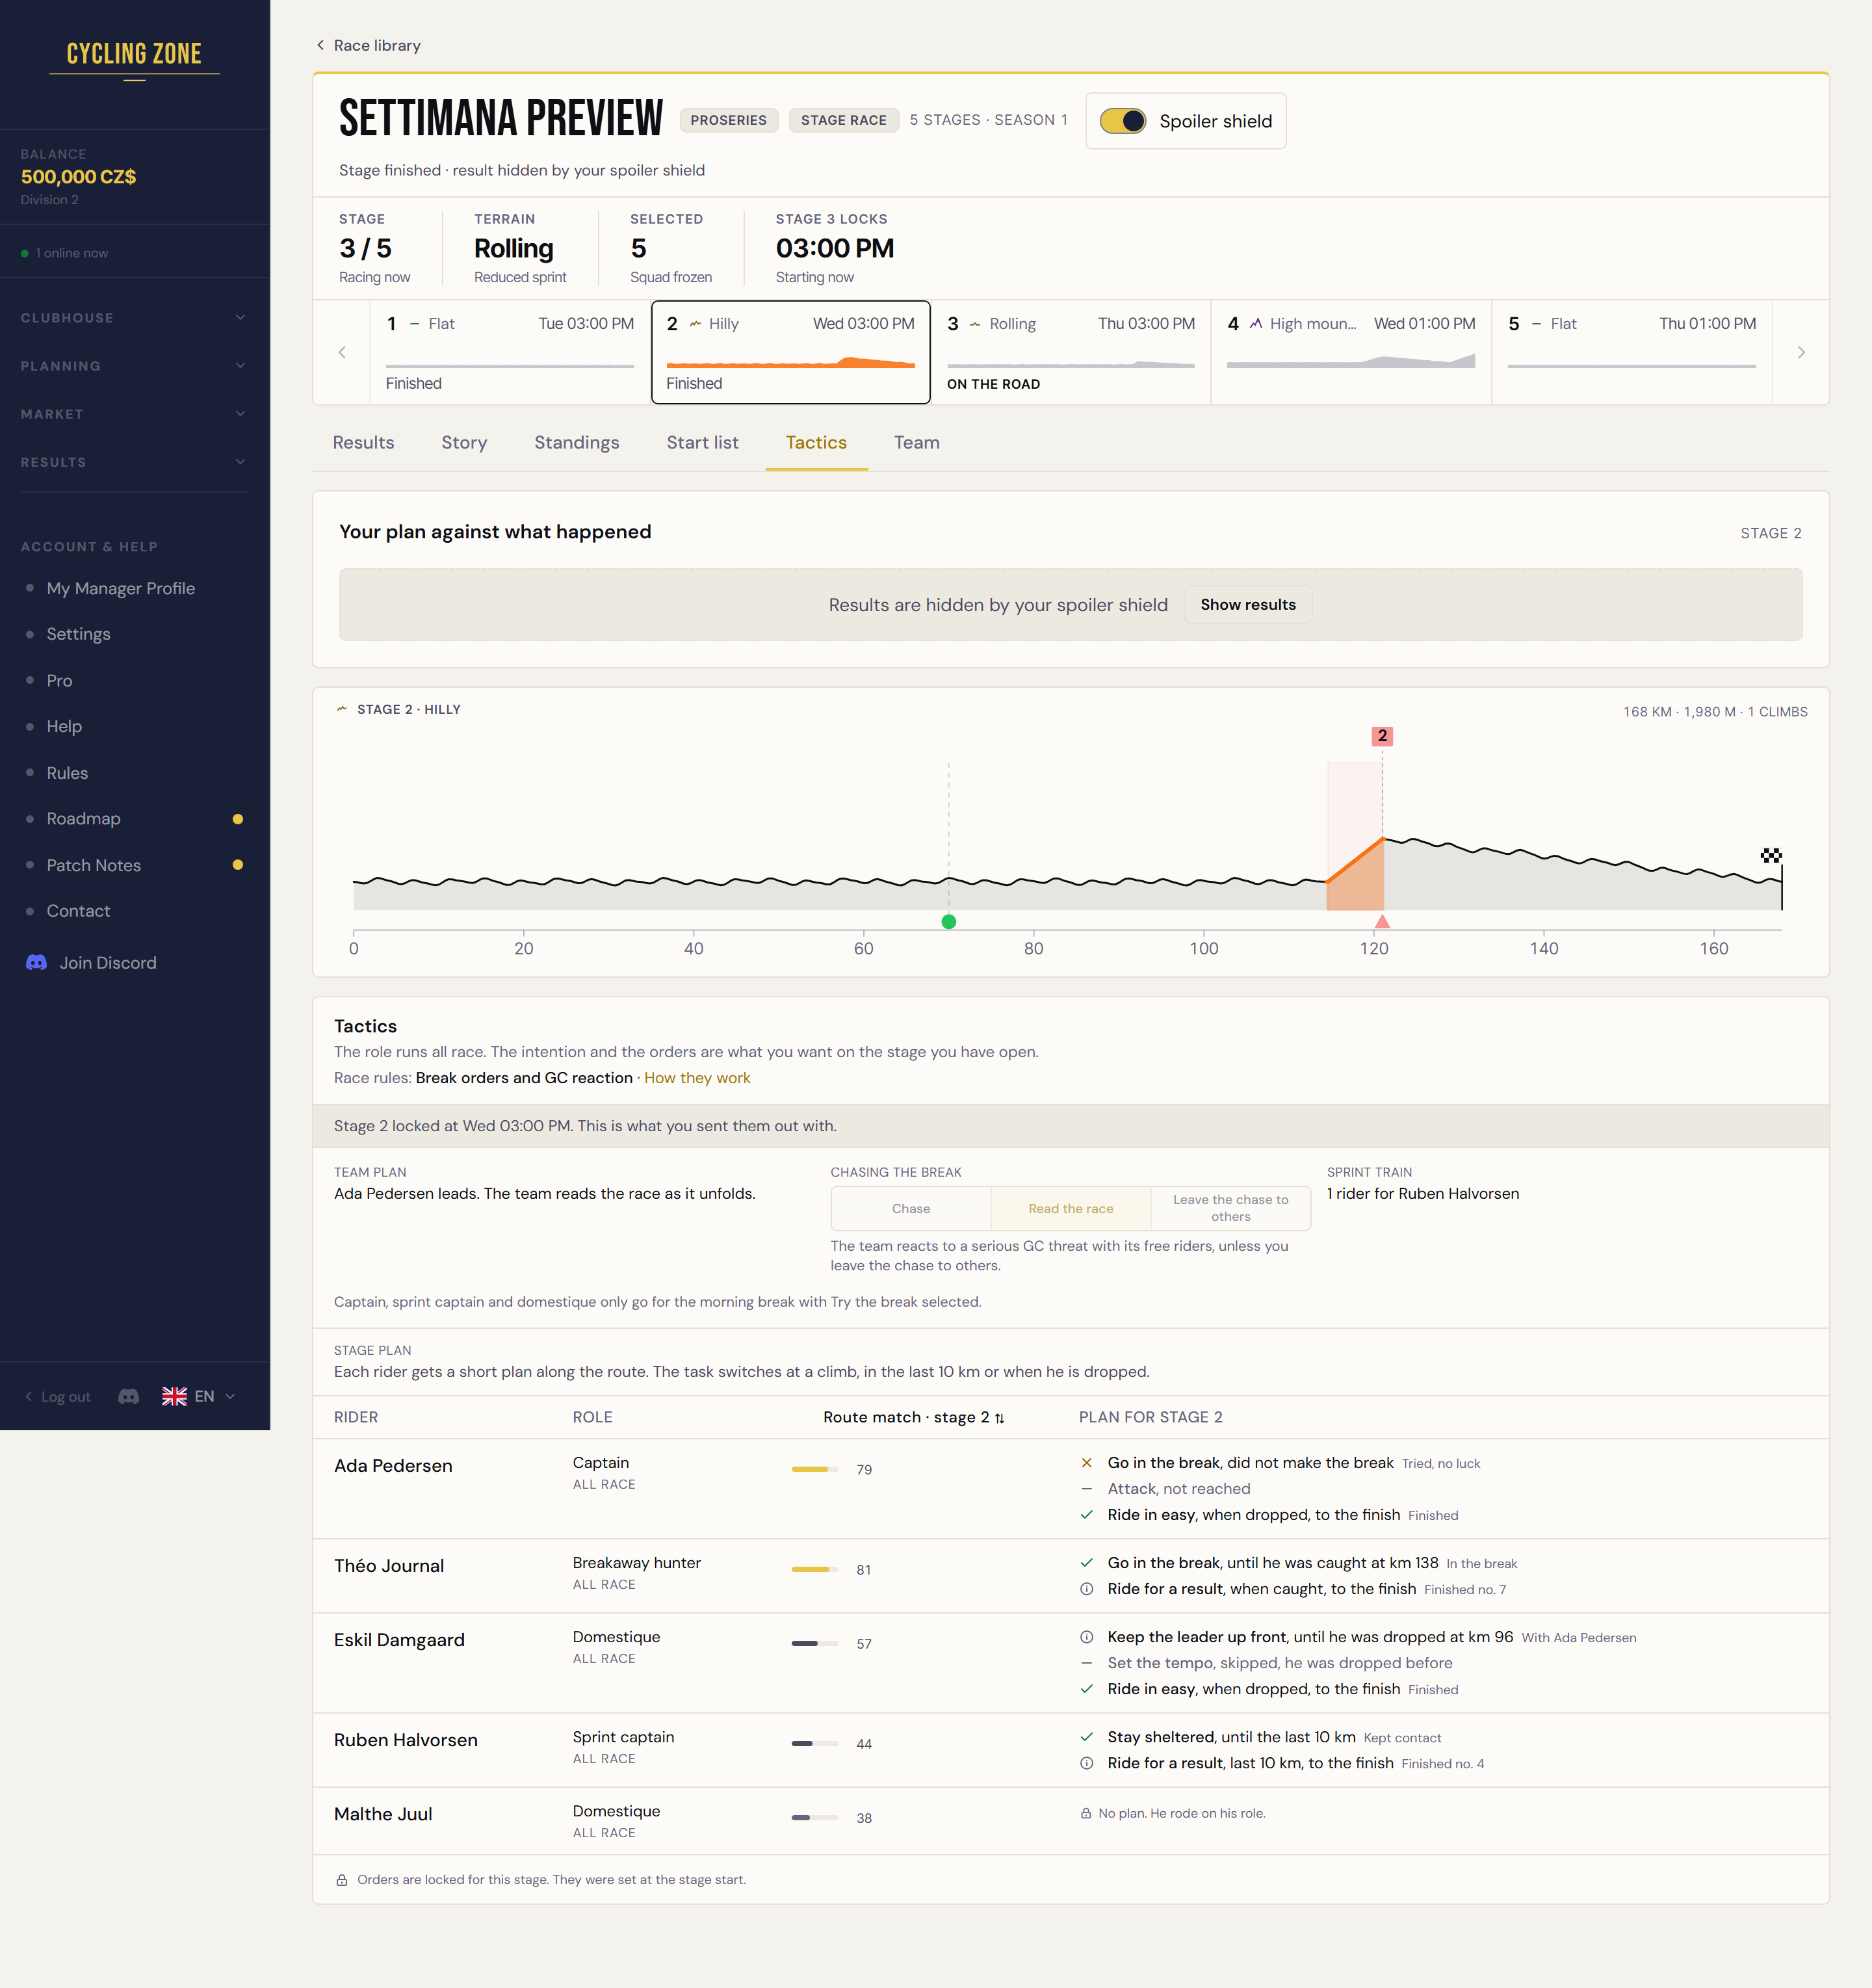 CYCLING ZONE
BALANCE
500,000 CZ$
Division 2
1 online now
CLUBHOUSE
PLANNING
MARKET
RESULTS
ACCOUNT & HELP
My Manager Profile
Settings
Pro
Help
Rules
Roadmap
Patch Notes
Contact
Join Discord
Log out
EN
Race library
SETTIMANA PREVIEW
PROSERIES
STAGE RACE
5 STAGES · SEASON 1
Spoiler shield
Stage finished · result hidden by your spoiler shield
STAGE
3 / 5
Racing now
TERRAIN
Rolling
Reduced sprint
SELECTED
5
Squad frozen
STAGE 3 LOCKS
03:00 PM
Starting now
1 Flat Tue 03:00 PM
Finished
2 Hilly Wed 03:00 PM
Finished
3 Rolling Thu 03:00 PM
ON THE ROAD
4 High moun... Wed 01:00 PM
5 Flat Thu 01:00 PM
Results
Story
Standings
Start list
Tactics
Team
Your plan against what happened
STAGE 2
Results are hidden by your spoiler shield
Show results
STAGE 2 · HILLY
168 KM · 1,980 M · 1 CLIMBS
2
0 20 40 60 80 100 120 140 160
Tactics
The role runs all race. The intention and the orders are what you want on the stage you have open.
Race rules: Break orders and GC reaction · How they work
Stage 2 locked at Wed 03:00 PM. This is what you sent them out with.
TEAM PLAN
Ada Pedersen leads. The team reads the race as it unfolds.
CHASING THE BREAK
Chase
Read the race
Leave the chase to
others
The team reacts to a serious GC threat with its free riders, unless you
leave the chase to others.
SPRINT TRAIN
1 rider for Ruben Halvorsen
Captain, sprint captain and domestique only go for the morning break with Try the break selected.
STAGE PLAN
Each rider gets a short plan along the route. The task switches at a climb, in the last 10 km or when he is dropped.
RIDER
ROLE
Route match · stage 2
PLAN FOR STAGE 2
Ada Pedersen
Captain
ALL RACE
79
Go in the break, did not make the break Tried, no luck
Attack, not reached
Ride in easy, when dropped, to the finish Finished
Théo Journal
Breakaway hunter
ALL RACE
81
Go in the break, until he was caught at km 138 In the break
Ride for a result, when caught, to the finish Finished no. 7
Eskil Damgaard
Domestique
ALL RACE
57
Keep the leader up front, until he was dropped at km 96 With Ada Pedersen
Set the tempo, skipped, he was dropped before
Ride in easy, when dropped, to the finish Finished
Ruben Halvorsen
Sprint captain
ALL RACE
44
Stay sheltered, until the last 10 km Kept contact
Ride for a result, last 10 km, to the finish Finished no. 4
Malthe Juul
Domestique
ALL RACE
38
No plan. He rode on his role.
Orders are locked for this stage. They were set at the stage start.